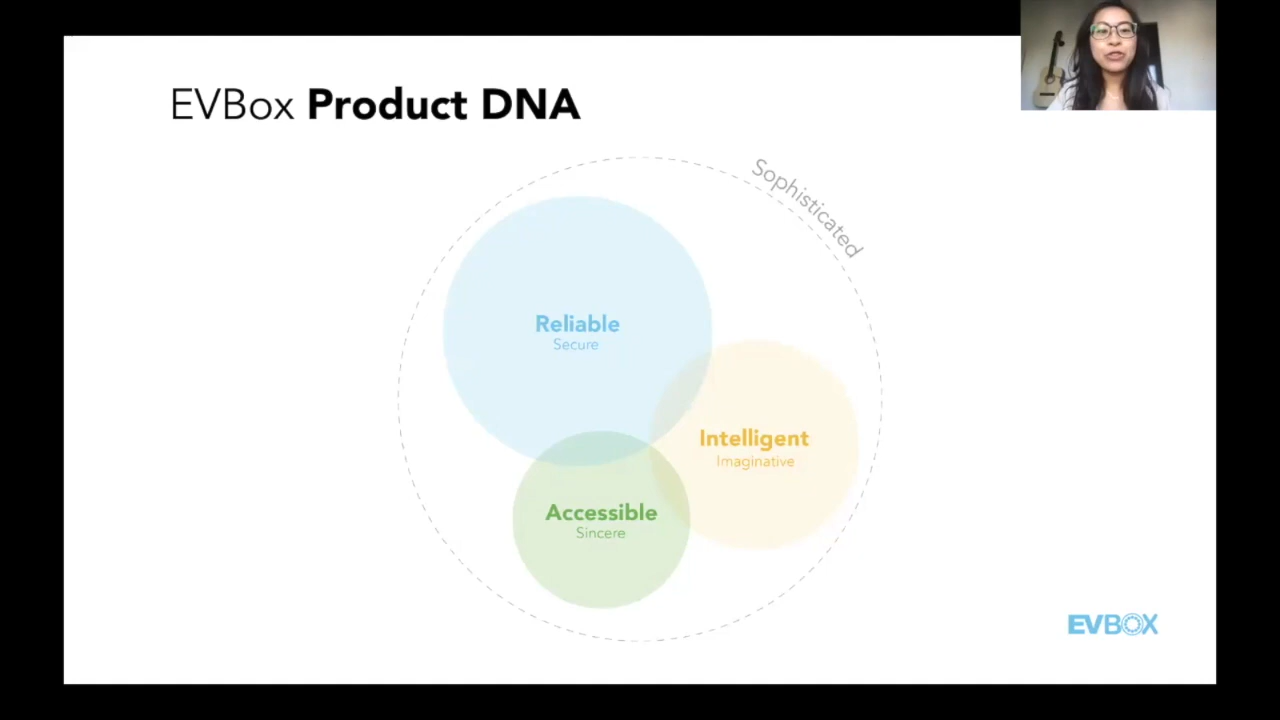 EVBox Product DNA
Sophisticated
Reliable
Secure
Intelligent
Imaginative
Accessible
Sincere
EVBOX